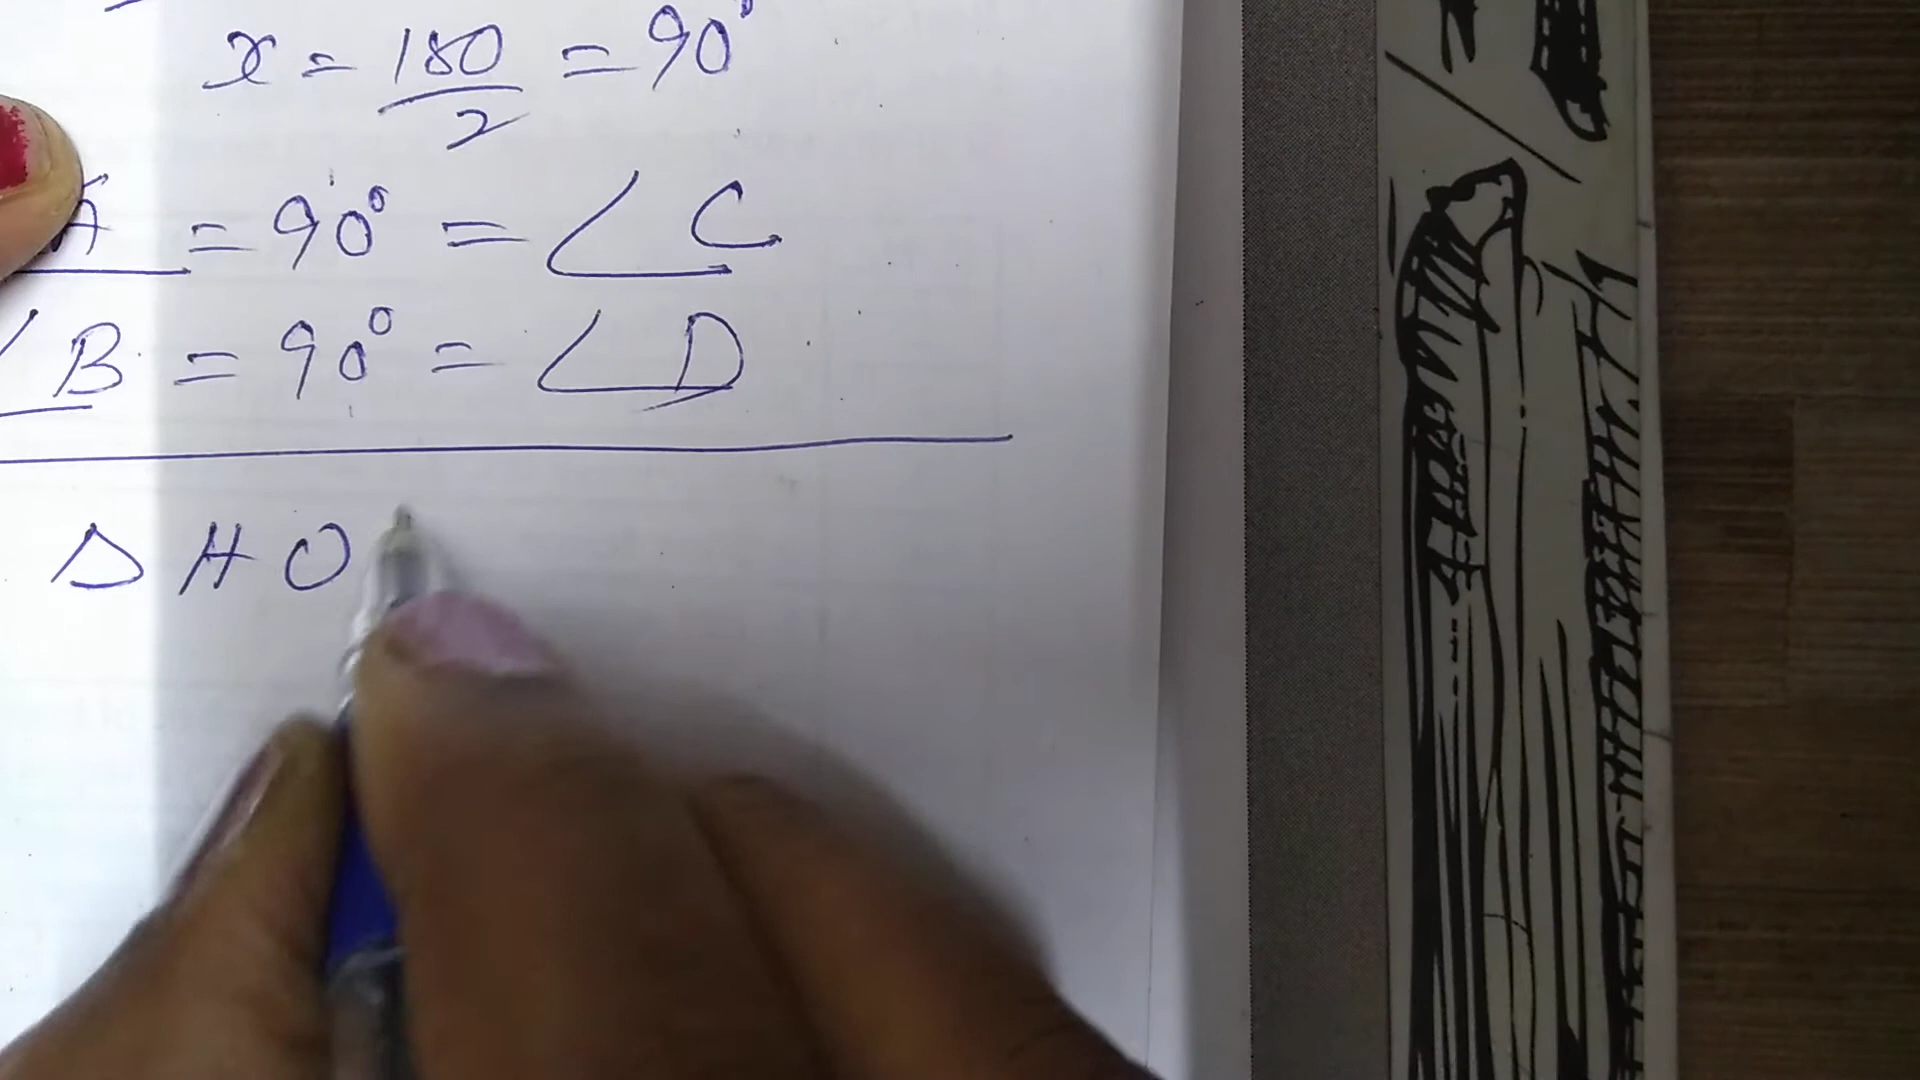 x = 180/2 = 90°
A = 90° = ∠C
∠B = 90° = ∠D
Δ HO